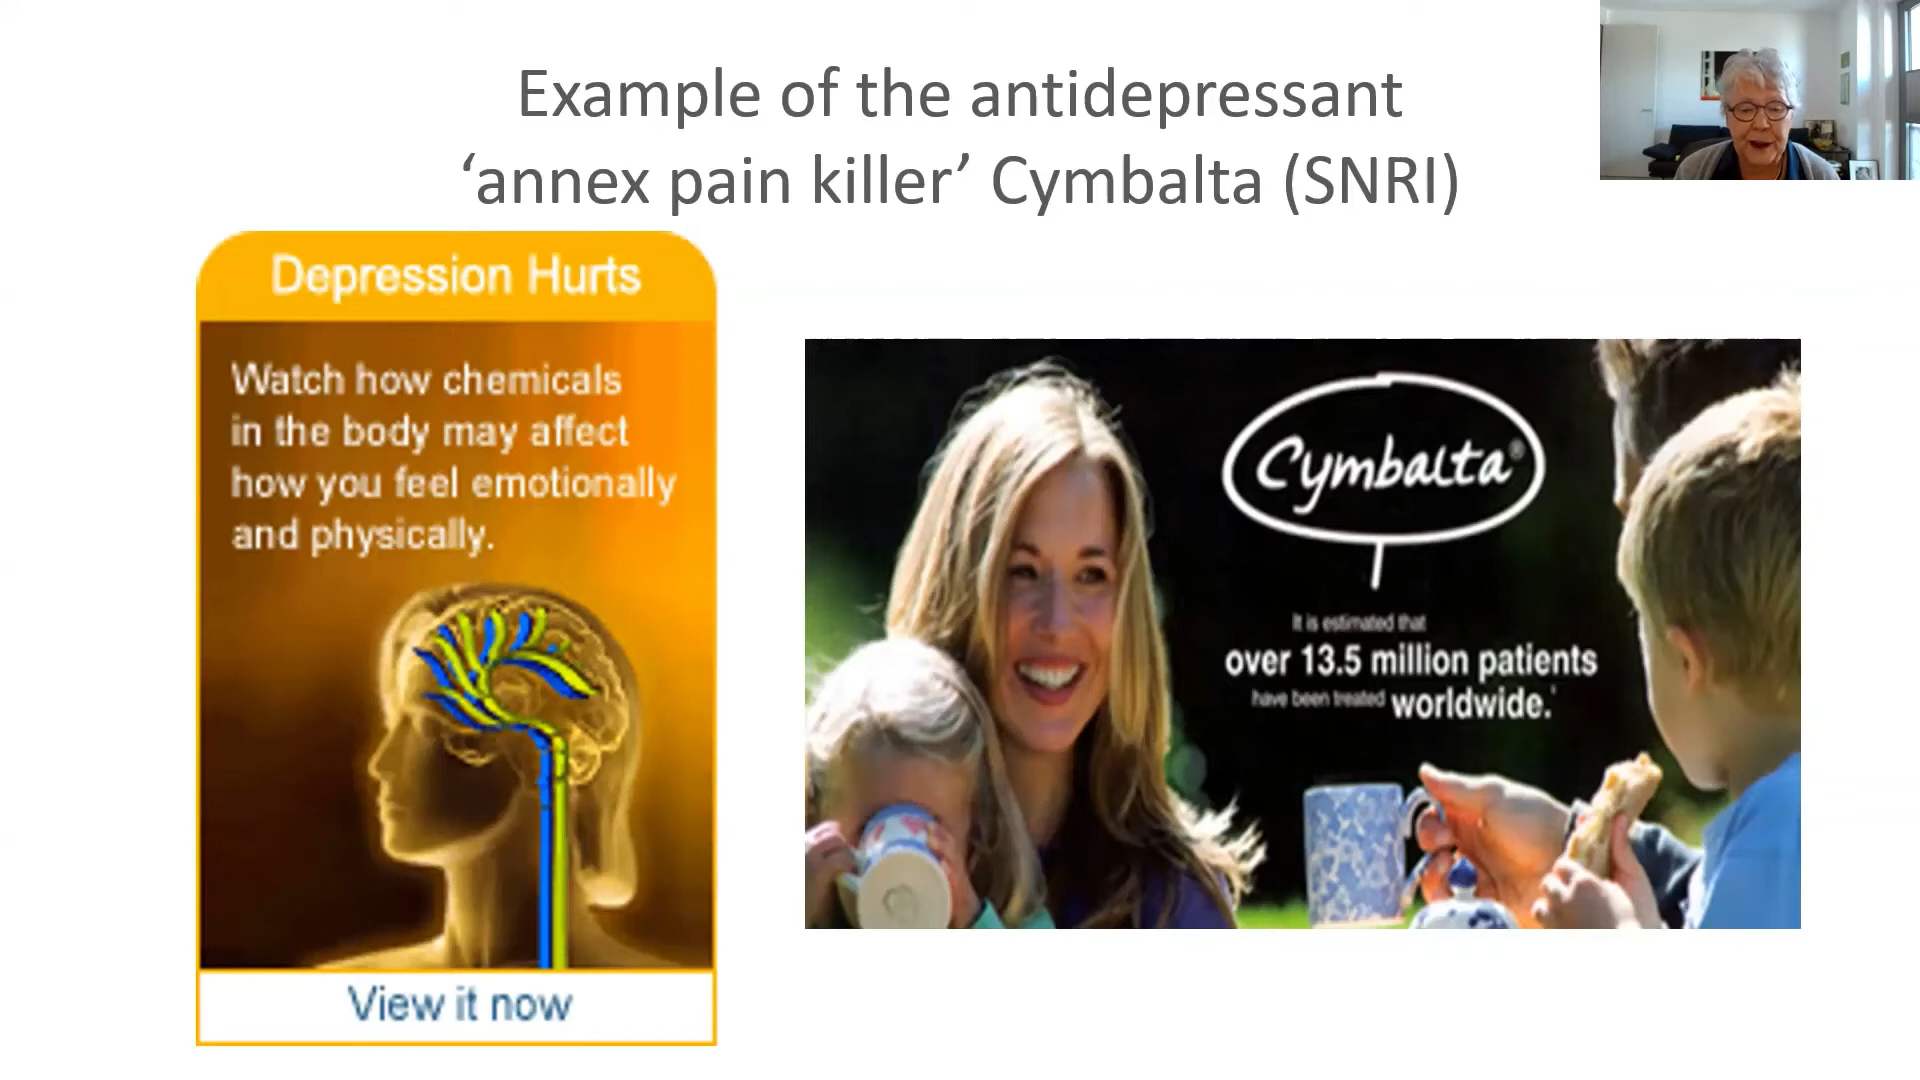 Example of the antidepressant
‘annex pain killer’ Cymbalta (SNRI)
Depression Hurts
Watch how chemicals
in the body may affect
how you feel emotionally
and physically.
View it now
Cymbalta®
It is estimated that
over 13.5 million patients
have been treated worldwide.